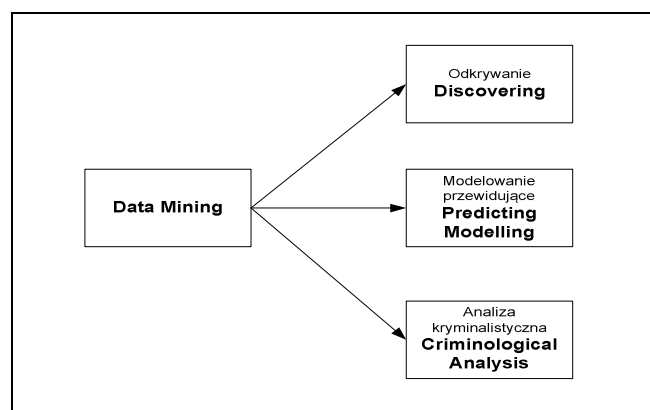 Odkrywanie
Discovering
Data Mining
Modelowanie
przewidujące
Predicting
Modelling
Analiza
kryminalistyczna
Criminological
Analysis